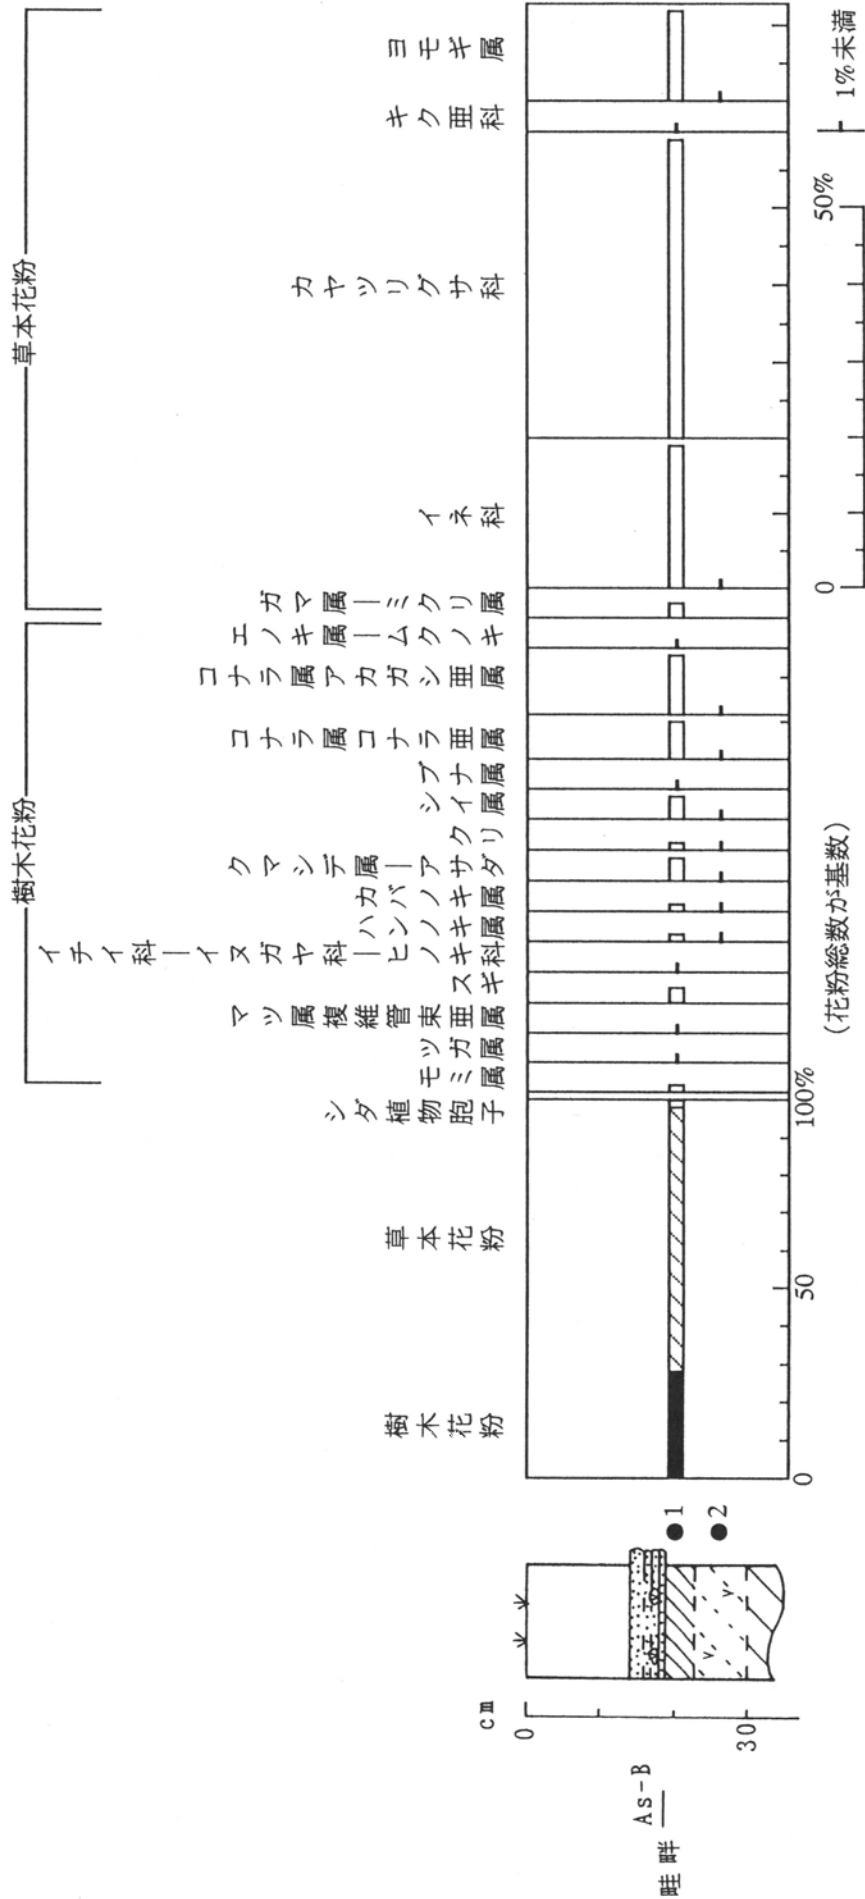 樹木花粉
草本花粉
樹木花粉
草本花粉
シダ植物胞子
モミ属
ツガ属
マツ属複維管束亜属
スギ
イチイ科―イヌガヤ科―ヒノキ科
ハンノキ属
カバノキ属
クマシデ属―アサダ
クリ
シイ属
ブナ属
コナラ属コナラ亜属
コナラ属アカガシ亜属
エノキ属―ムクノキ
ガマ属―ミクリ属
イネ科
カヤツリグサ科
キク亜科
ヨモギ属
cm
0
As-B
畦畔
30
1
2
0
50
100%
(花粉総数が基数)
0
50%
1%未満